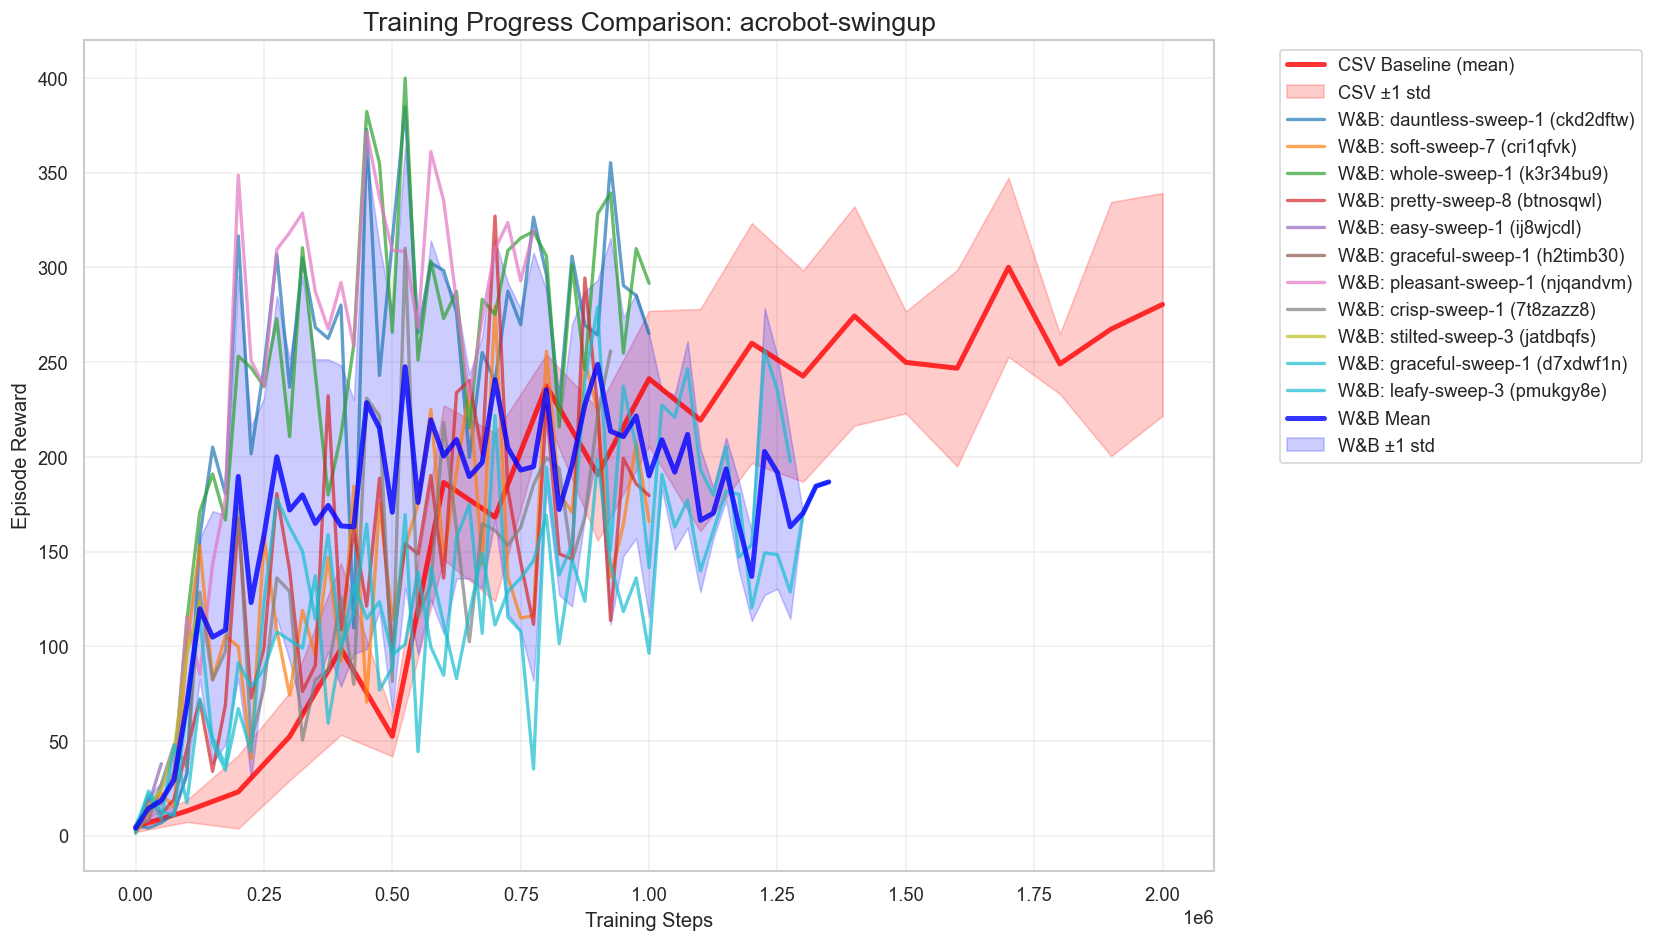 Training Progress Comparison: acrobot-swingup
400
350
300
250
200
150
100
50
0
Episode Reward
0.00 0.25 0.50 0.75 1.00 1.25 1.50 1.75 2.00
1e6
Training Steps
CSV Baseline (mean)
CSV ±1 std
W&B: dauntless-sweep-1 (ckd2dftw)
W&B: soft-sweep-7 (cri1qfvk)
W&B: whole-sweep-1 (k3r34bu9)
W&B: pretty-sweep-8 (btnosqwl)
W&B: easy-sweep-1 (ij8wjcdl)
W&B: graceful-sweep-1 (h2timb30)
W&B: pleasant-sweep-1 (njqandvm)
W&B: crisp-sweep-1 (7t8zazz8)
W&B: stilted-sweep-3 (jatdbqfs)
W&B: graceful-sweep-1 (d7xdwf1n)
W&B: leafy-sweep-3 (pmukgy8e)
W&B Mean
W&B ±1 std